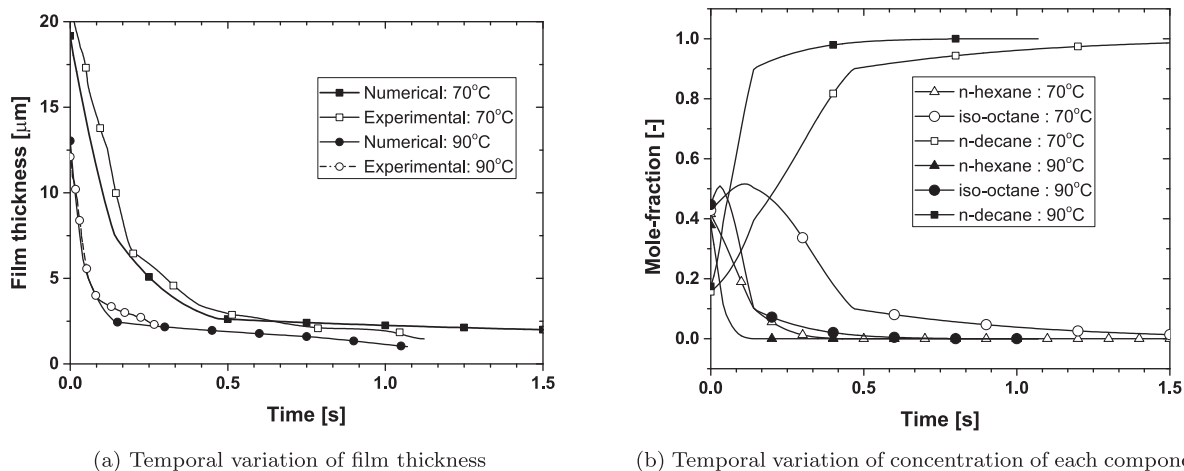 20
15
10
5
0
0.0
0.5
1.0
1.5
Film thickness [μm]
Time [s]
Numerical: 70°C
Experimental: 70°C
Numerical: 90°C
Experimental: 90°C
(a) Temporal variation of film thickness
1.0
0.8
0.6
0.4
0.2
0.0
0.0
0.5
1.0
1.5
Mole-fraction [-]
Time [s]
n-hexane : 70°C
iso-octane : 70°C
n-decane : 70°C
n-hexane : 90°C
iso-octane : 90°C
n-decane : 90°C
(b) Temporal variation of concentration of each compone